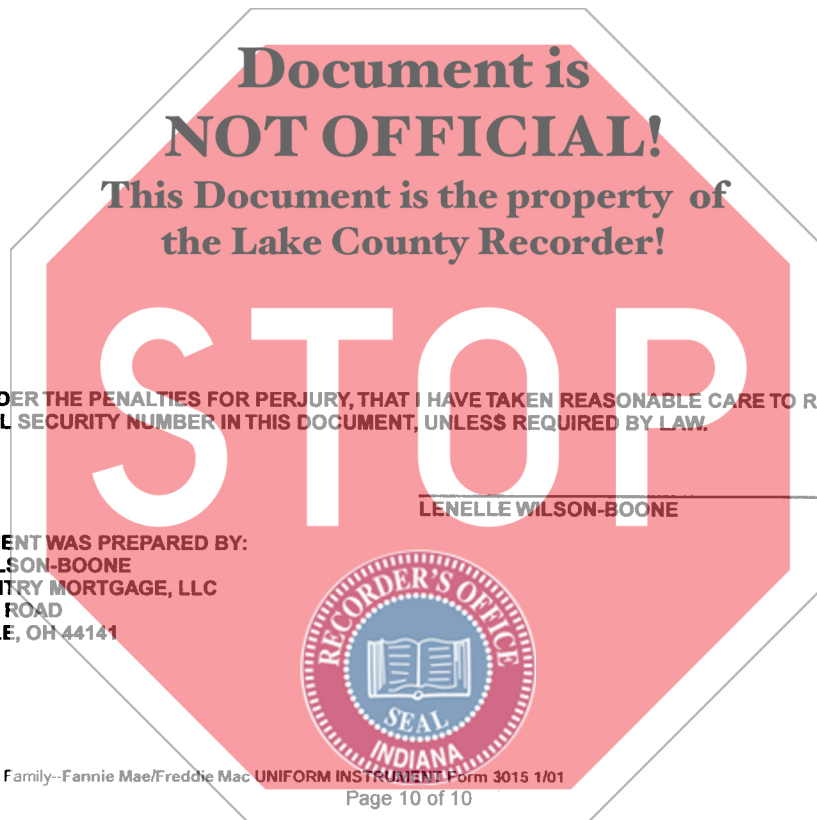 Document is
NOT OFFICIAL!
This Document is the property of
the Lake County Recorder!
STOP
DER THE PENALTIES FOR PERJURY, THAT I HAVE TAKEN REASONABLE CARE TO R
L SECURITY NUMBER IN THIS DOCUMENT, UNLESS REQUIRED BY LAW.
LENELLE WILSON-BOONE
ENT WAS PREPARED BY:
LSON-BOONE
NTRY MORTGAGE, LLC
ROAD
LE, OH 44141
RECORDER'S OFFICE
SEAL
INDIANA
Family--Fannie Mae/Freddie Mac UNIFORM INSTRUMENT Form 3015 1/01
Page 10 of 10